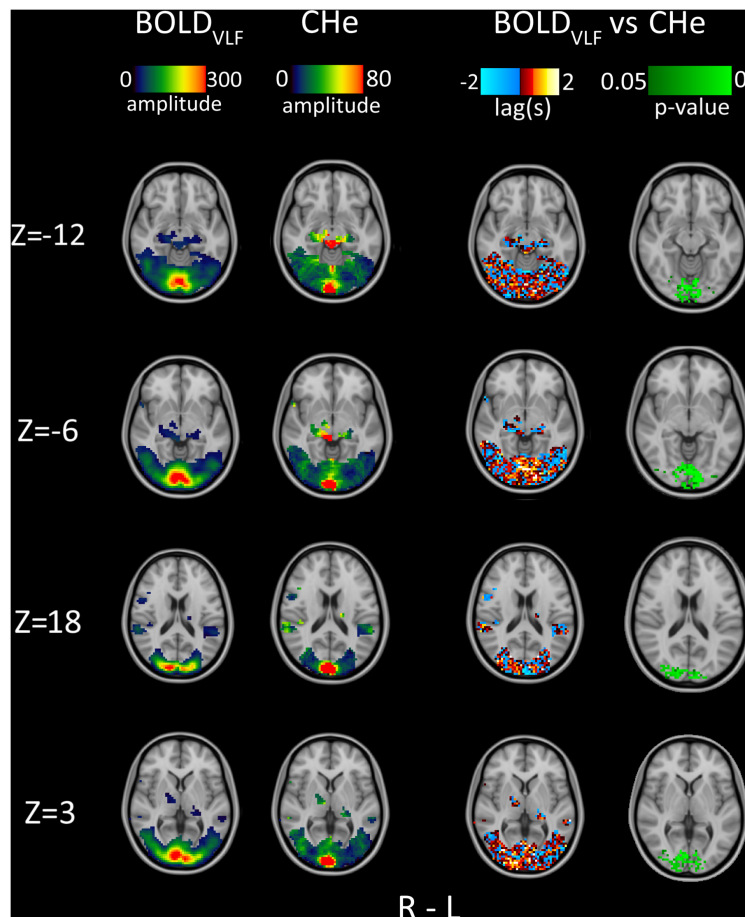 BOLDVLF CHe BOLDVLF vs CHe
0 300 0 80 -2 2 0.05 0
amplitude amplitude lag(s) p-value
Z=-12
Z=-6
Z=18
Z=3
R - L